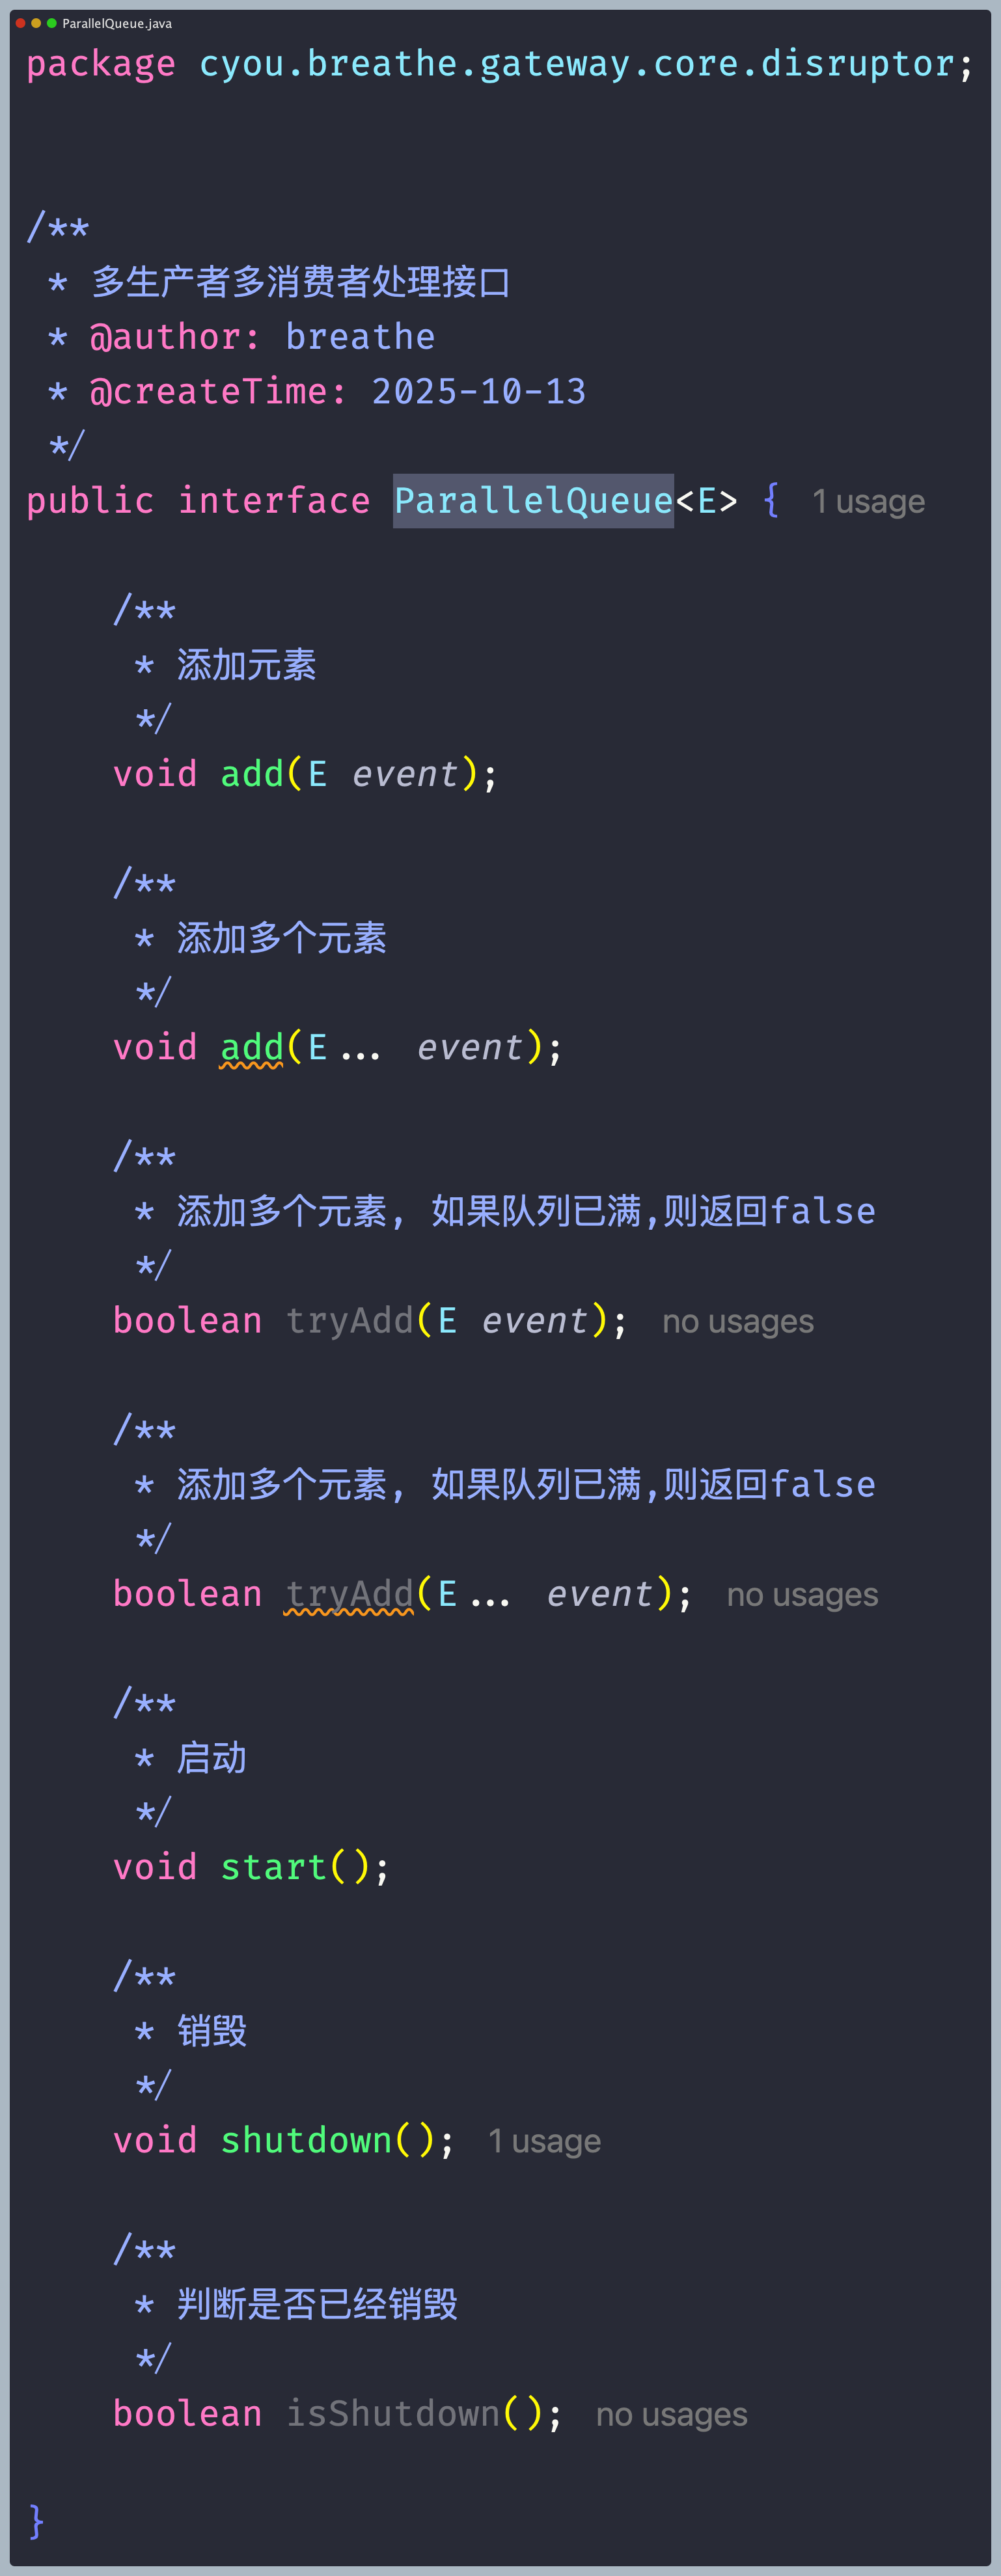 ParallelQueue.java
package cyou.breathe.gateway.core.disruptor;
/**
* 多生产者多消费者处理接口
* @author: breathe
* @createTime: 2025-10-13
*/
public interface ParallelQueue<E> { 1 usage
/**
* 添加元素
*/
void add(E event);
/**
* 添加多个元素
*/
void add(E... event);
/**
* 添加多个元素, 如果队列已满,则返回false
*/
boolean tryAdd(E event); no usages
/**
* 添加多个元素, 如果队列已满,则返回false
*/
boolean tryAdd(E... event); no usages
/**
* 启动
*/
void start();
/**
* 销毁
*/
void shutdown(); 1 usage
/**
* 判断是否已经销毁
*/
boolean isShutdown(); no usages
}